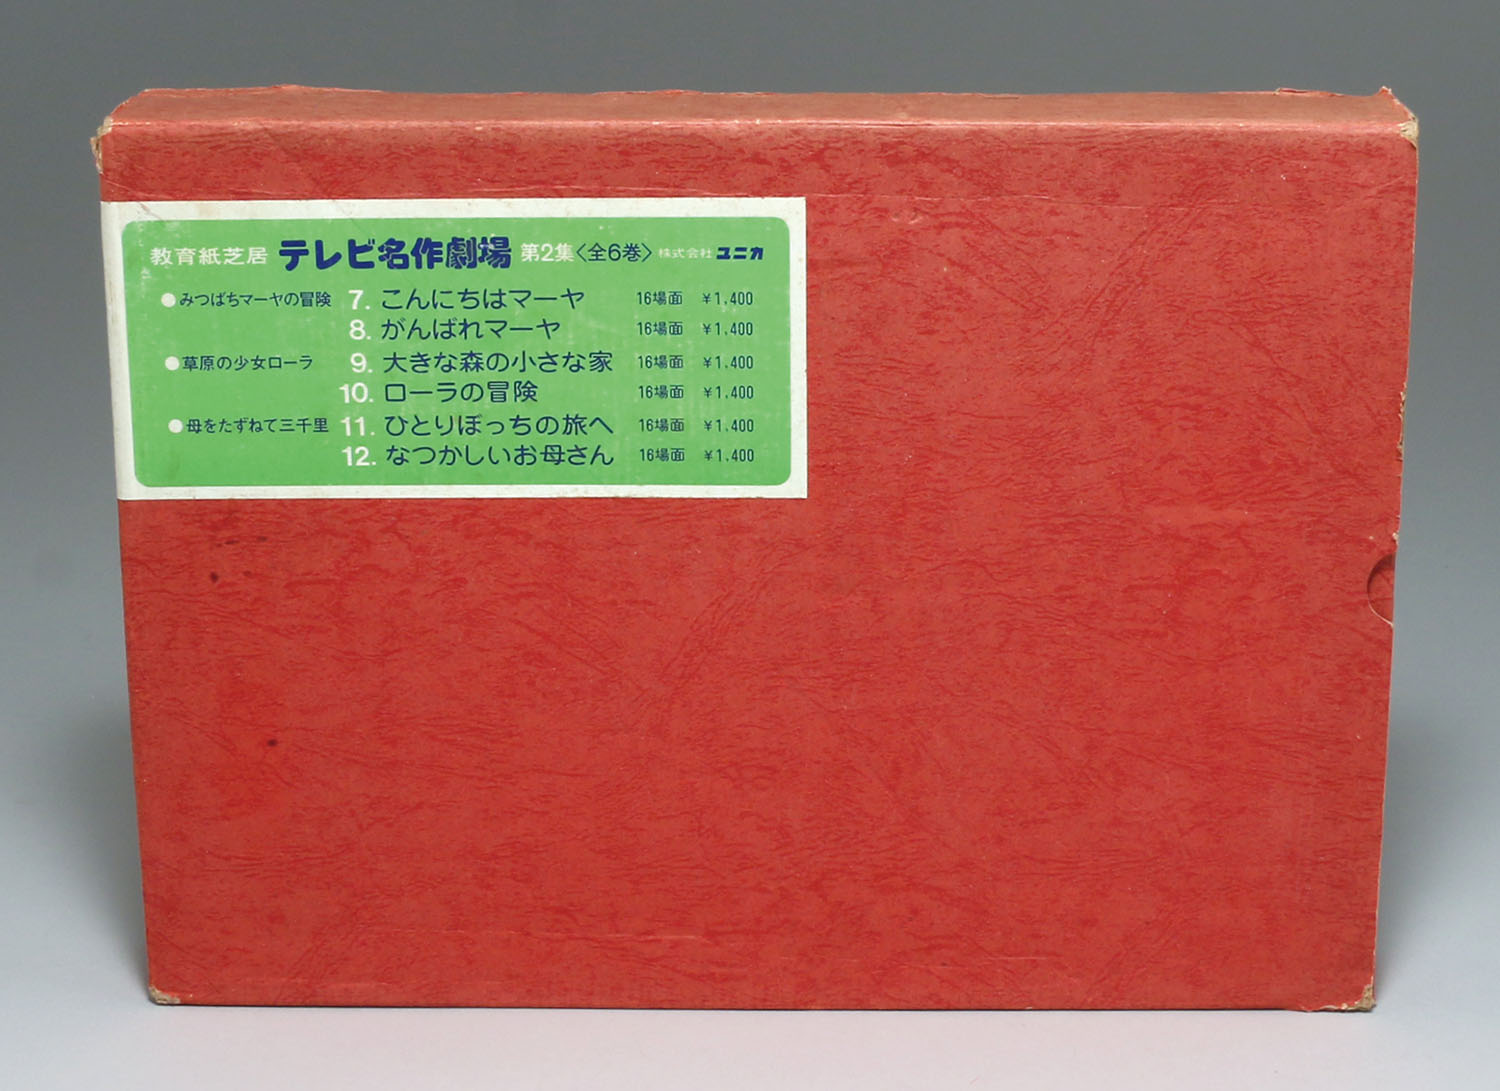 教育紙芝居 テレビ名作劇場 第2集〈全6巻〉 株式会社 ユニカ
●みつばちマーヤの冒険 7. こんにちはマーヤ 16場面 ¥1,400
8. がんばれマーヤ 16場面 ¥1,400
●草原の少女ローラ 9. 大きな森の小さな家 16場面 ¥1,400
10. ローラの冒険 16場面 ¥1,400
●母をたずねて三千里 11. ひとりぼっちの旅へ 16場面 ¥1,400
12. なつかしいお母さん 16場面 ¥1,400